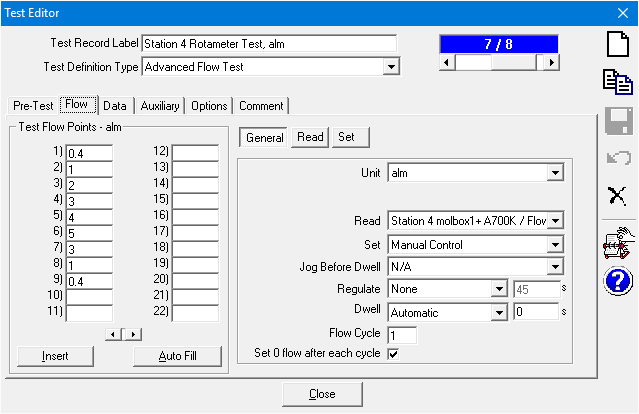 Test Editor
Test Record Label Station 4 Rotameter Test, alm
7 / 8
Test Definition Type Advanced Flow Test
Pre-Test Flow Data Auxiliary Options Comment
Test Flow Points - alm
1) 0.4 12)
2) 1 13)
3) 2 14)
4) 3 15)
5) 4 16)
6) 5 17)
7) 3 18)
8) 1 19)
9) 0.4 20)
10) 21)
11) 22)
Insert Auto Fill
General Read Set
Unit alm
Read Station 4 molbox1+ A700K / Flow
Set Manual Control
Jog Before Dwell N/A
Regulate None 45 s
Dwell Automatic 0 s
Flow Cycle 1
Set 0 flow after each cycle
?
Close